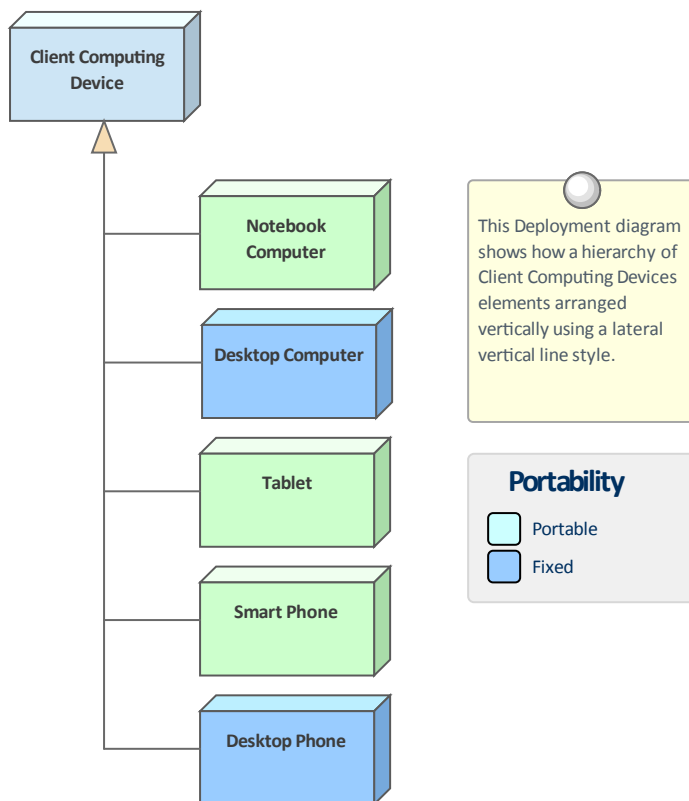 Client Computing
Device
Notebook
Computer
Desktop Computer
Tablet
Smart Phone
Desktop Phone
This Deployment diagram
shows how a hierarchy of
Client Computing Devices
elements arranged
vertically using a lateral
vertical line style.
Portability
Portable
Fixed